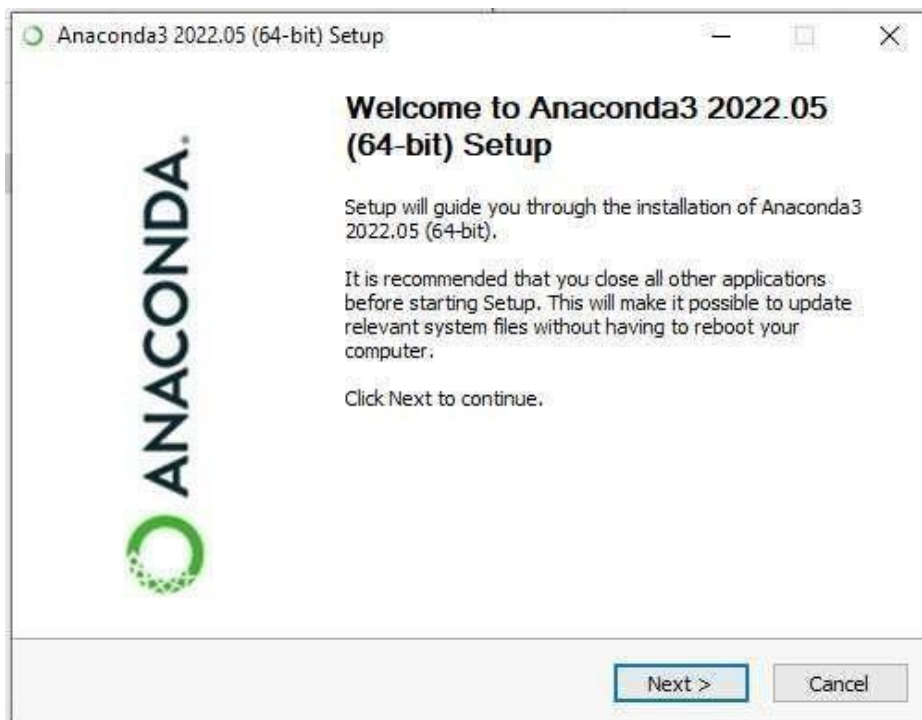 Anaconda3 2022.05 (64-bit) Setup
ANACONDA.
Welcome to Anaconda3 2022.05
(64-bit) Setup
Setup will guide you through the installation of Anaconda3
2022.05 (64-bit).
It is recommended that you close all other applications
before starting Setup. This will make it possible to update
relevant system files without having to reboot your
computer.
Click Next to continue.
Next >
Cancel